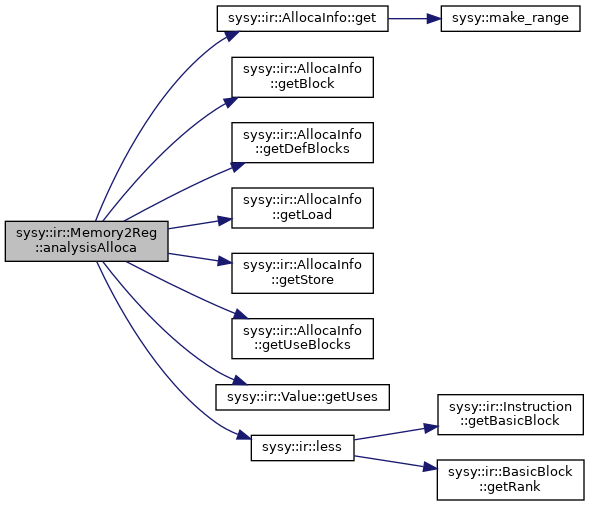 sysy::ir::Memory2Reg
::analysisAlloca
sysy::ir::AllocaInfo::get
sysy::make_range
sysy::ir::AllocaInfo
::getBlock
sysy::ir::AllocaInfo
::getDefBlocks
sysy::ir::AllocaInfo
::getLoad
sysy::ir::AllocaInfo
::getStore
sysy::ir::AllocaInfo
::getUseBlocks
sysy::ir::Value::getUses
sysy::ir::less
sysy::ir::Instruction
::getBasicBlock
sysy::ir::BasicBlock
::getRank